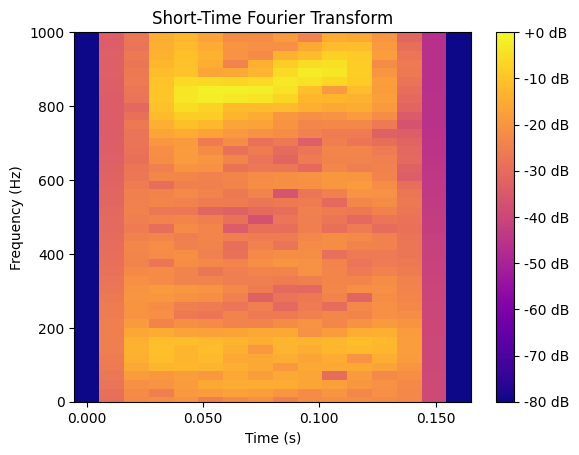 Short-Time Fourier Transform
1000
800
600
400
200
0
Frequency (Hz)
0.000
0.050
0.100
0.150
Time (s)
+0 dB
-10 dB
-20 dB
-30 dB
-40 dB
-50 dB
-60 dB
-70 dB
-80 dB